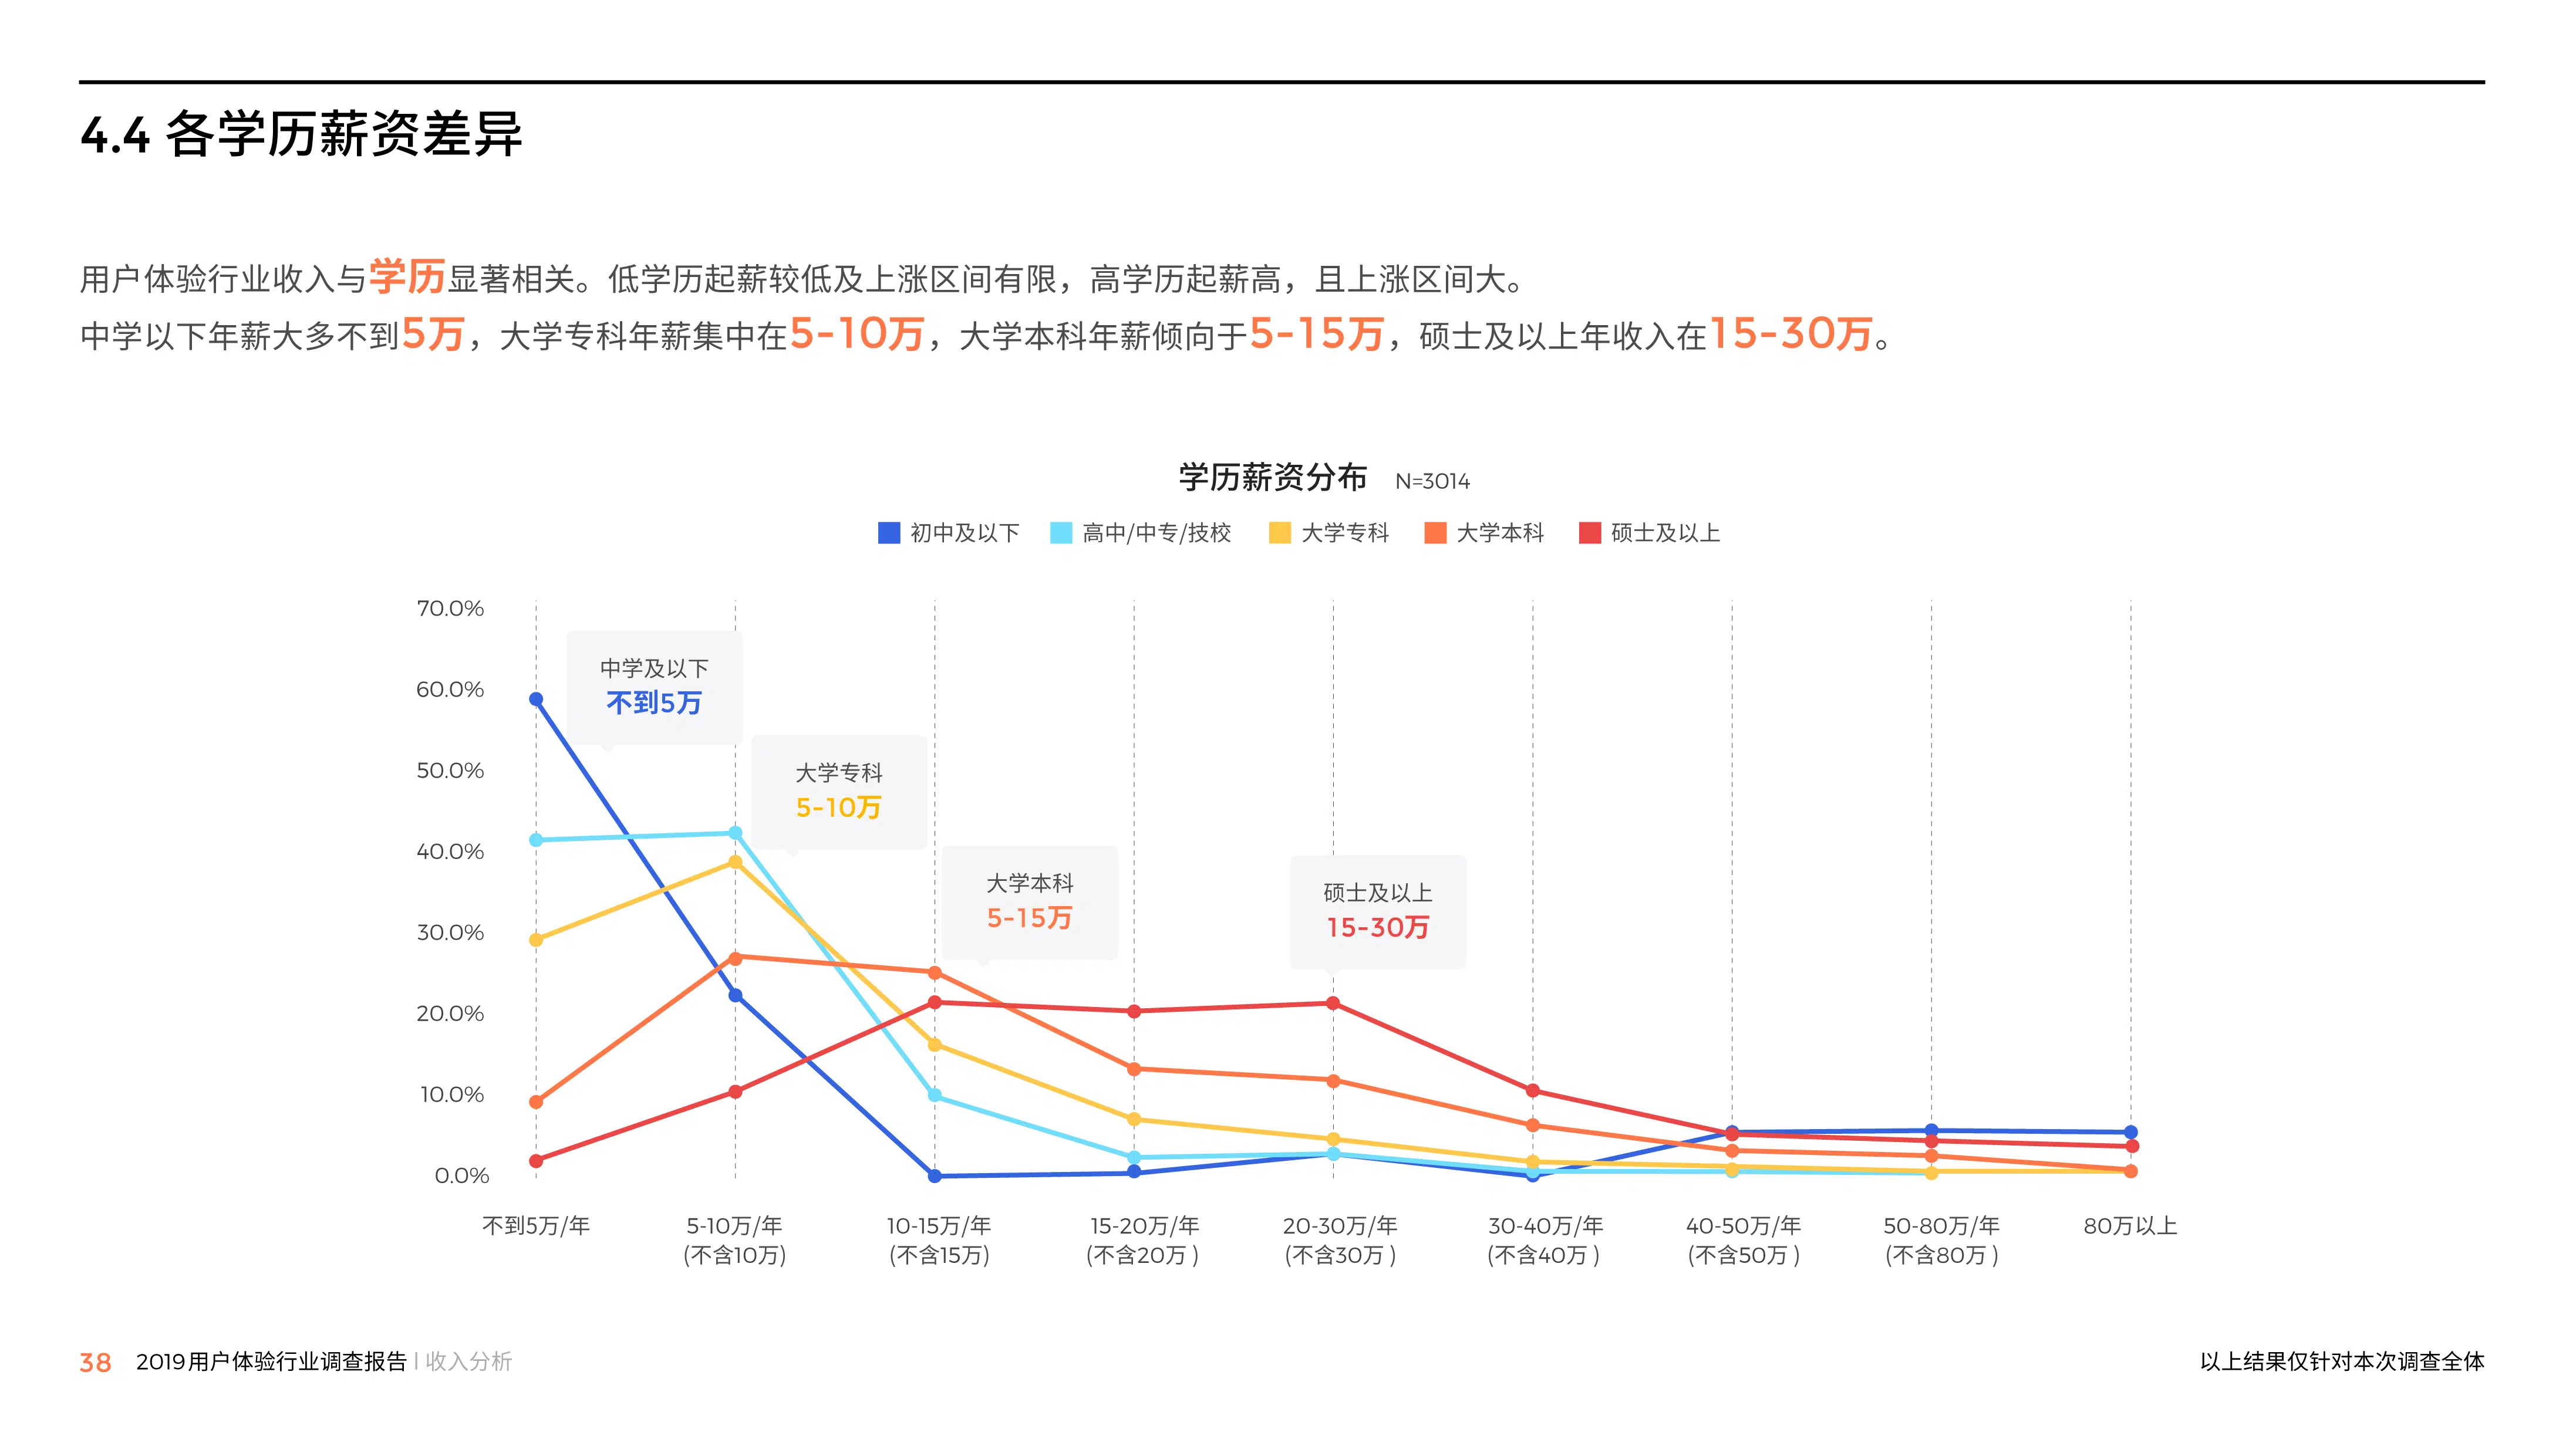 4.4 各学历薪资差异
用户体验行业收入与学历显著相关。低学历起薪较低及上涨区间有限，高学历起薪高，且上涨区间大。
中学以下年薪大多不到5万，大学专科年薪集中在5-10万，大学本科年薪倾向于5-15万，硕士及以上年收入在15-30万。
学历薪资分布 N=3014
初中及以下 高中/中专/技校 大学专科 大学本科 硕士及以上
70.0%
60.0%
50.0%
40.0%
30.0%
20.0%
10.0%
0.0%
中学及以下
不到5万
大学专科
5-10万
大学本科
5-15万
硕士及以上
15-30万
不到5万/年 5-10万/年 10-15万/年 15-20万/年 20-30万/年 30-40万/年 40-50万/年 50-80万/年 80万以上
(不含10万) (不含15万) (不含20万) (不含30万) (不含40万) (不含50万) (不含80万)
38 2019用户体验行业调查报告 | 收入分析
以上结果仅针对本次调查全体